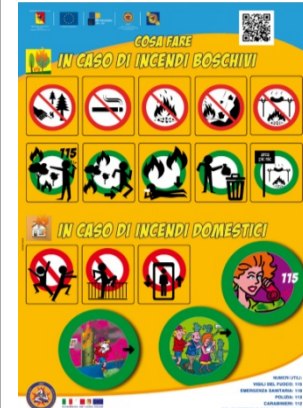 COSA FARE
IN CASO DI INCENDI BOSCHIVI
115
IN CASO DI INCENDI DOMESTICI
115
NUMERI UTILI:
VIGILI DEL FUOCO: 115
EMERGENZA SANITARIA: 118
POLIZIA: 113
CARABINIERI: 112